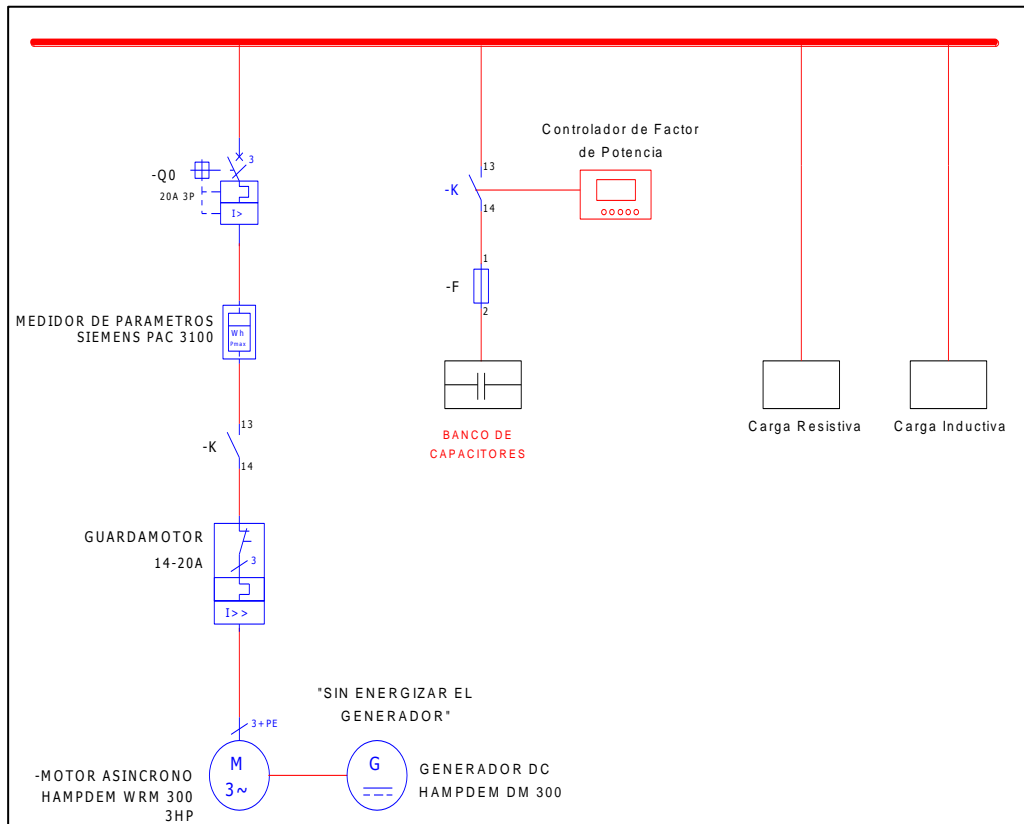 Controlador de Factor
de Potencia
-Q0
3
20A 3P
I>
13
-K
14
1
-F
2
MEDIDOR DE PARAMETROS
SIEMENS PAC 3100
Wh
Pmax
BANCO DE
CAPACITORES
Carga Resistiva
Carga Inductiva
13
-K
14
GUARDAMOTOR
14-20A
3
I>>
"SIN ENERGIZAR EL
GENERADOR"
3+PE
M
3~
G
-MOTOR ASINCRONO
HAMPDEM WRM 300
3HP
GENERADOR DC
HAMPDEM DM 300